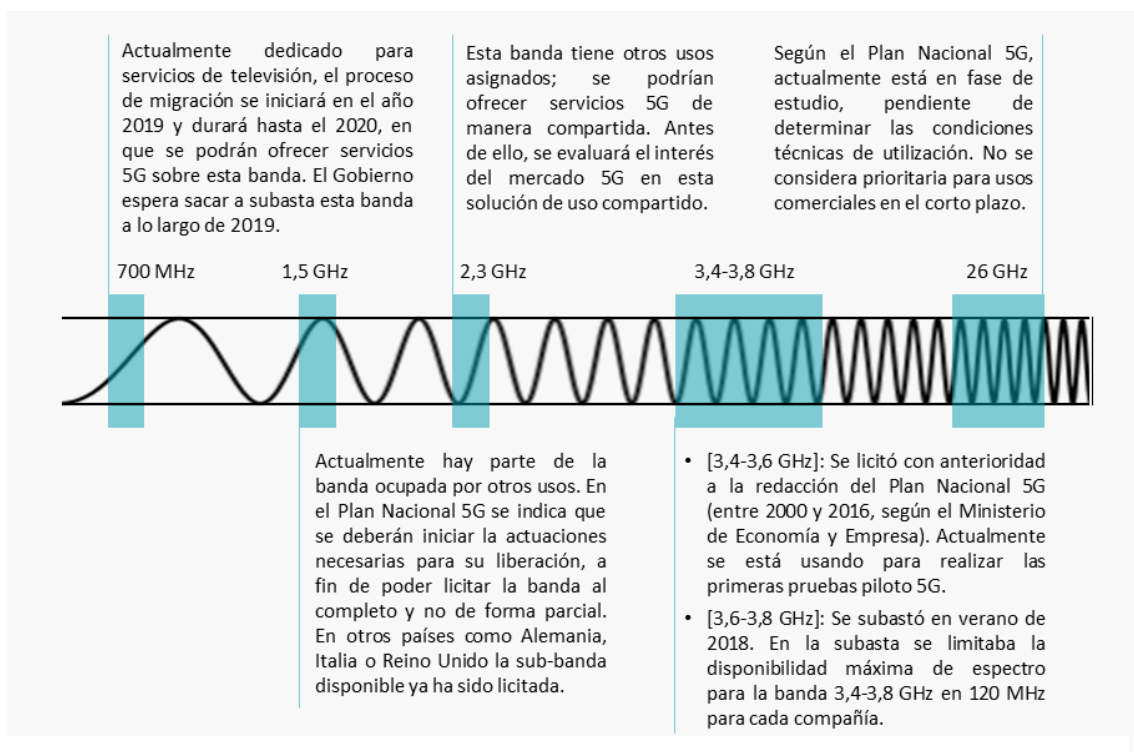 Actualmente dedicado para
servicios de televisión, el proceso
de migración se iniciará en el año
2019 y durará hasta el 2020, en
que se podrán ofrecer servicios
5G sobre esta banda. El Gobierno
espera sacar a subasta esta banda
a lo largo de 2019.
Esta banda tiene otros usos
asignados; se podrían
ofrecer servicios 5G de
manera compartida. Antes
de ello, se evaluará el interés
del mercado 5G en esta
solución de uso compartido.
Según el Plan Nacional 5G,
actualmente está en fase de
estudio, pendiente de
determinar las condiciones
técnicas de utilización. No se
considera prioritaria para usos
comerciales en el corto plazo.
700 MHz
1,5 GHz
2,3 GHz
3,4-3,8 GHz
26 GHz
Actualmente hay parte de la
banda ocupada por otros usos. En
el Plan Nacional 5G se indica que
se deberán iniciar la actuaciones
necesarias para su liberación, a
fin de poder licitar la banda al
completo y no de forma parcial.
En otros países como Alemania,
Italia o Reino Unido la sub-banda
disponible ya ha sido licitada.
• [3,4-3,6 GHz]: Se licitó con anterioridad
a la redacción del Plan Nacional 5G
(entre 2000 y 2016, según el Ministerio
de Economía y Empresa). Actualmente
se está usando para realizar las
primeras pruebas piloto 5G.
• [3,6-3,8 GHz]: Se subastó en verano de
2018. En la subasta se limitaba la
disponibilidad máxima de espectro
para la banda 3,4-3,8 GHz en 120 MHz
para cada compañía.